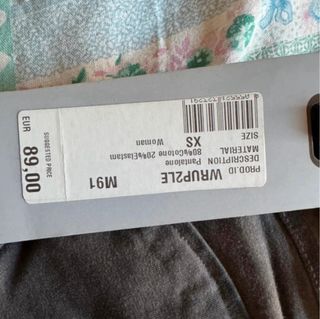 PROD.ID WRUP2LE M91
DESCRIPTION Pantalone
MATERIAL 80%Cotone 20%Elastam
Woman
SIZE XS
EUR 89,00
SUGGESTED PRICE